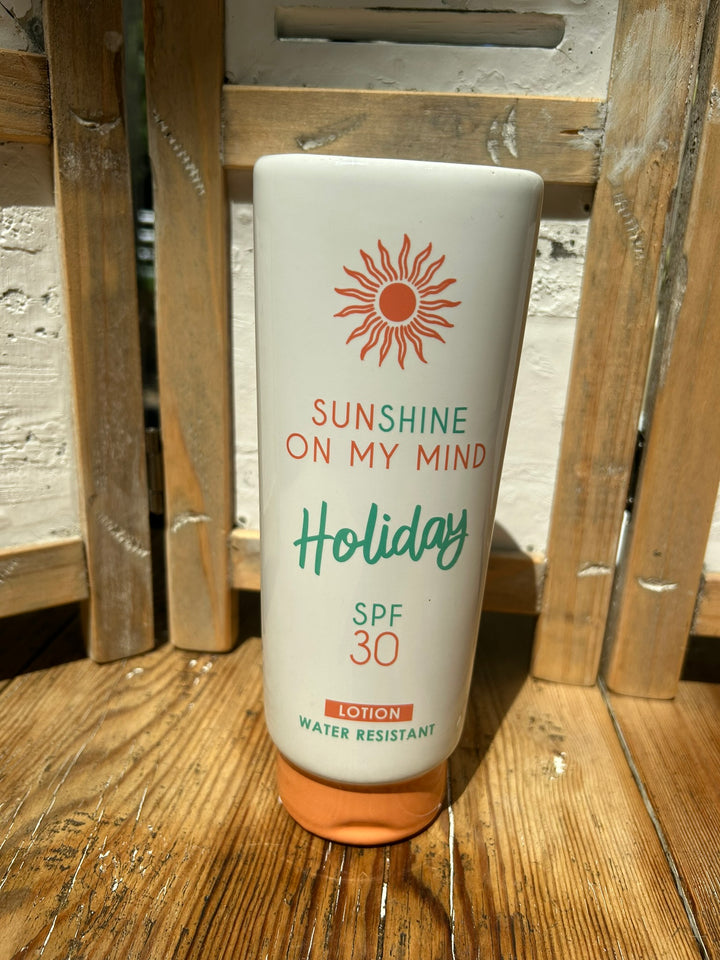 SUNSHINE
ON MY MIND
Holiday
SPF
30
LOTION
WATER RESISTANT